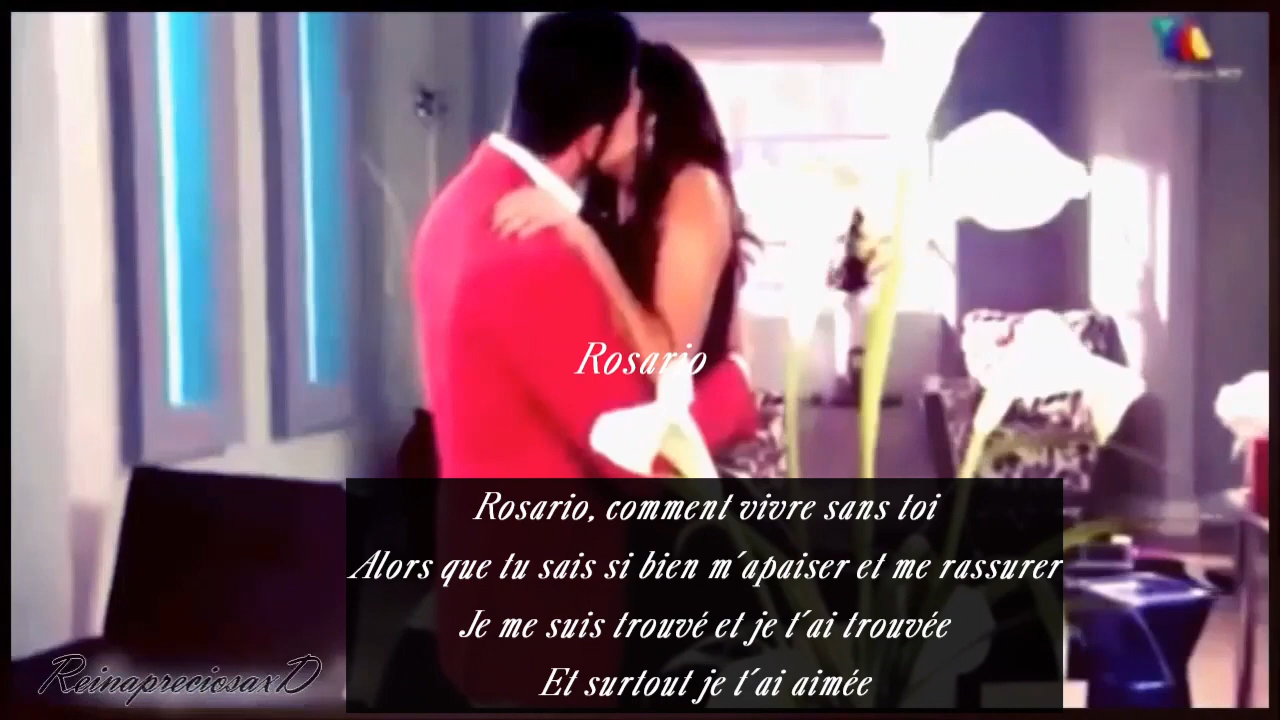 Rosario
Rosario, comment vivre sans toi
Alors que tu sais si bien m´apaiser et me rassurer
Je me suis trouvé et je t´ai trouvée
Et surtout je t´ai aimée
ReinapreciosaxD